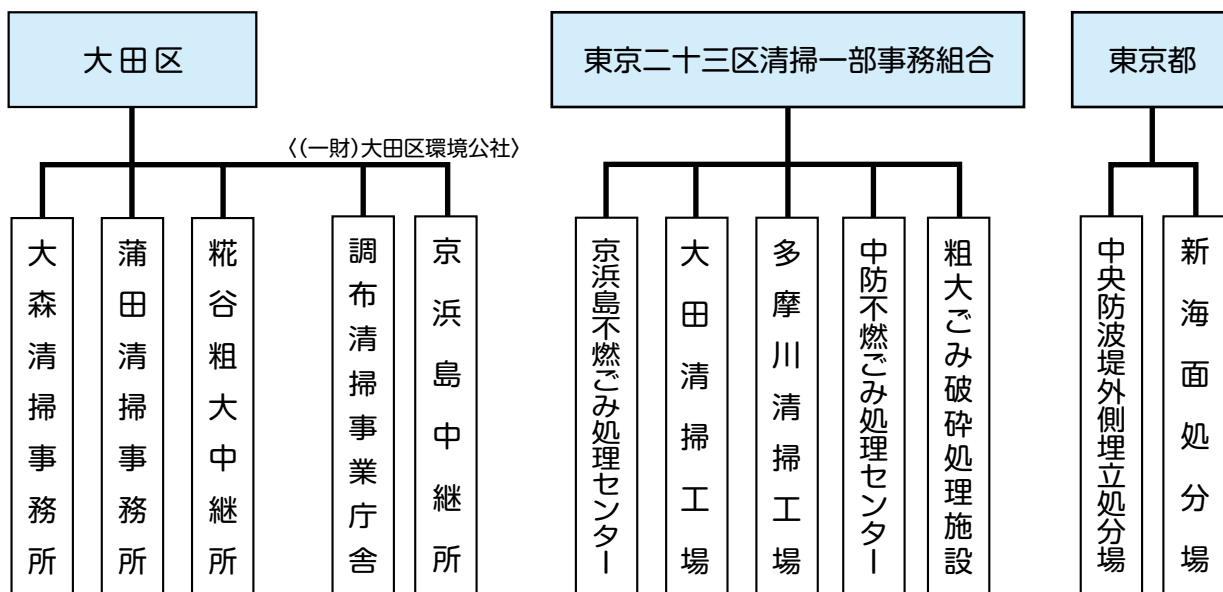 大田区
東京二十三区清掃一部事務組合
東京都
〈(一財)大田区環境公社〉
大森清掃事務所
蒲田清掃事務所
糀谷粗大中継所
調布清掃事業庁舎
京浜島中継所
京浜島不燃ごみ処理センター
大田清掃工場
多摩川清掃工場
中防不燃ごみ処理センター
粗大ごみ破砕処理施設
中央防波堤外側埋立処分場
新海面処分場